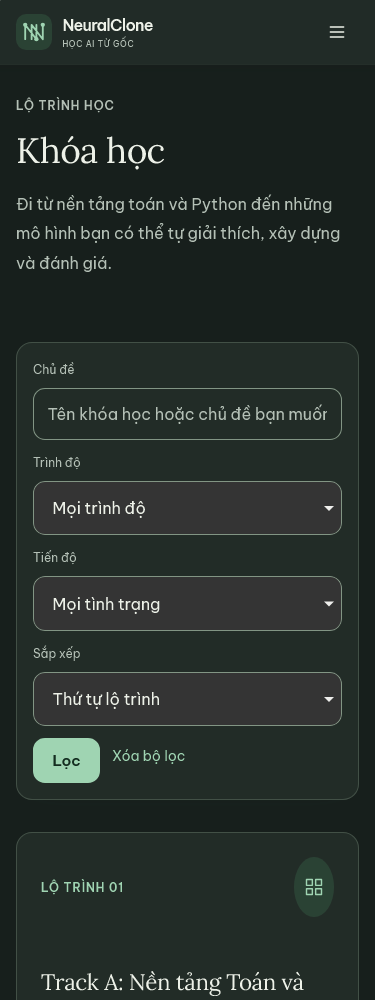 NeuralClone
HỌC AI TỪ GỐC
LỘ TRÌNH HỌC
Khóa học
Đi từ nền tảng toán và Python đến những
mô hình bạn có thể tự giải thích, xây dựng
và đánh giá.
Chủ đề
Tên khóa học hoặc chủ đề bạn muốn
Trình độ
Mọi trình độ
Tiến độ
Mọi tình trạng
Sắp xếp
Thứ tự lộ trình
Lọc
Xóa bộ lọc
LỘ TRÌNH 01
Track A: Nền tảng Toán và